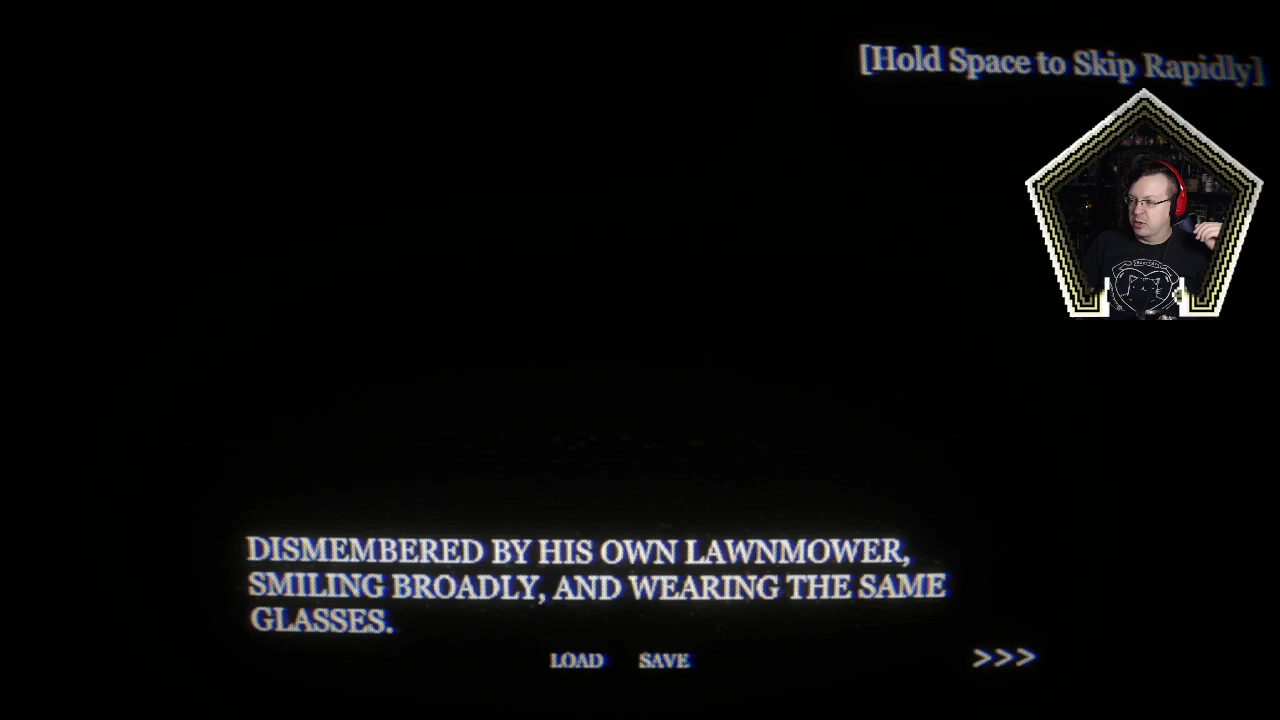 [Hold Space to Skip Rapidly]
DISMEMBERED BY HIS OWN LAWNMOWER,
SMILING BROADLY, AND WEARING THE SAME
GLASSES.
LOAD SAVE >>>